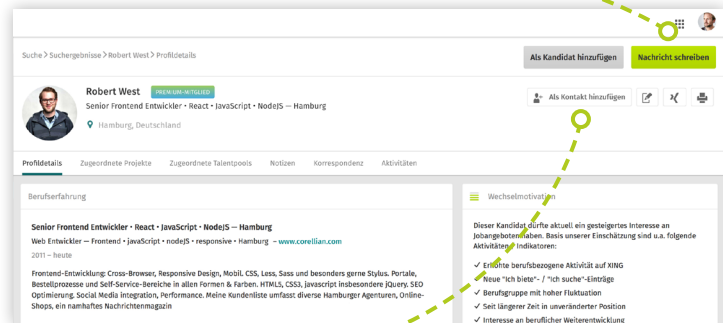 Suche > Suchergebnisse > Robert West > Profildetails
Als Kandidat hinzufügen
Nachricht schreiben
Robert West PREMIUM-MITGLIED
Senior Frontend Entwickler • React • JavaScript • NodeJS — Hamburg
Hamburg, Deutschland
Als Kontakt hinzufügen
Profildetails Zugeordnete Projekte Zugeordnete Talentpools Notizen Korrespondenz Aktivitäten
Berufserfahrung
Senior Frontend Entwickler • React • JavaScript • NodeJS — Hamburg
Web Entwickler — Frontend • javaScript • nodeJS • responsive • Hamburg – www.corellian.com
2011 – heute
Frontend-Entwicklung: Cross-Browser, Responsive Design, Mobil. CSS, Less, Sass und besonders gerne Stylus. Portale,
Bestellprozesse und Self-Service-Bereiche in allen Formen & Farben. HTML5, CSS3, javascript insbesondere jQuery. SEO
Optimierung. Social Media integration, Performance. Meine Kundenliste umfasst diverse Hamburger Agenturen, Online-
Shops, ein namhaftes Nachrichtenmagazin
Wechselmotivation
Dieser Kandidat dürfte aktuell ein gesteigertes Interesse an
Jobangeboten haben. Basis unserer Einschätzung sind u.a. folgende
Aktivitäten / Indikatoren:
✓ Erhöhte berufsbezogene Aktivität auf XING
✓ Neue "Ich biete"- / "Ich suche"-Einträge
✓ Berufsgruppe mit hoher Fluktuation
✓ Seit längerer Zeit in unveränderter Position
✓ Interesse an beruflicher Weiterentwicklung